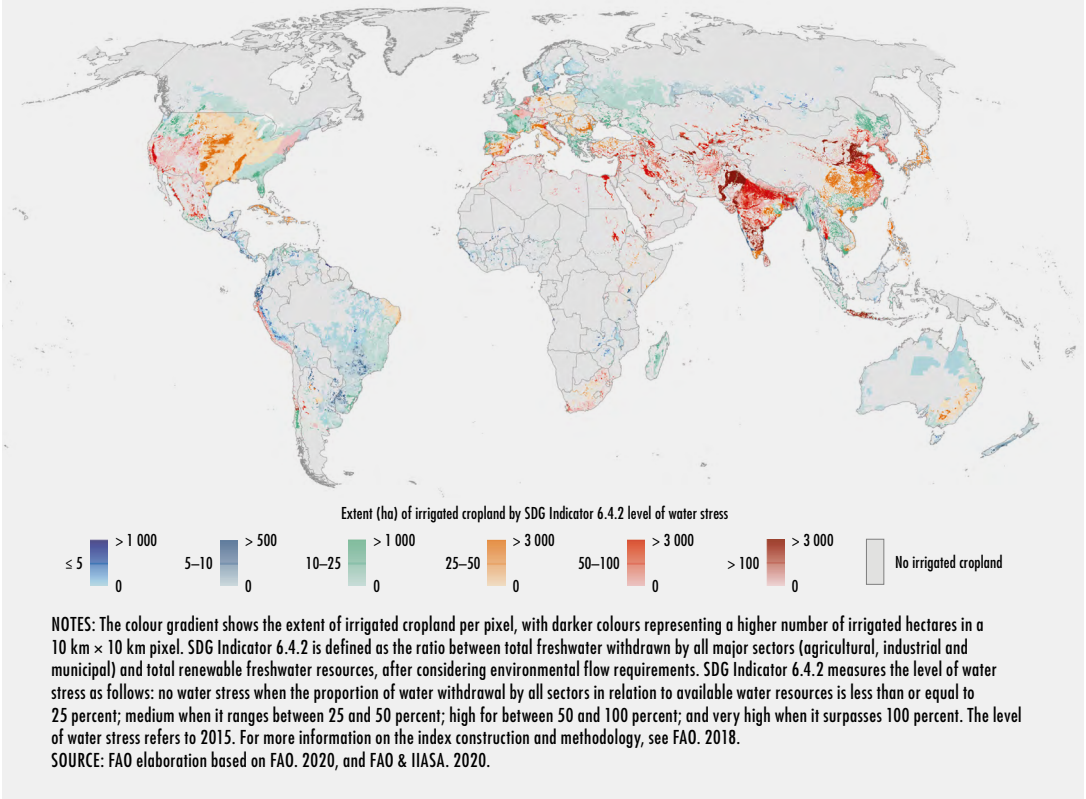 Extent (ha) of irrigated cropland by SDG Indicator 6.4.2 level of water stress
≤ 5 > 1 000 0
5–10 > 500 0
10–25 > 1 000 0
25–50 > 3 000 0
50–100 > 3 000 0
> 100 > 3 000 0
No irrigated cropland
NOTES: The colour gradient shows the extent of irrigated cropland per pixel, with darker colours representing a higher number of irrigated hectares in a
10 km × 10 km pixel. SDG Indicator 6.4.2 is defined as the ratio between total freshwater withdrawn by all major sectors (agricultural, industrial and
municipal) and total renewable freshwater resources, after considering environmental flow requirements. SDG Indicator 6.4.2 measures the level of water
stress as follows: no water stress when the proportion of water withdrawal by all sectors in relation to available water resources is less than or equal to
25 percent; medium when it ranges between 25 and 50 percent; high for between 50 and 100 percent; and very high when it surpasses 100 percent. The level
of water stress refers to 2015. For more information on the index construction and methodology, see FAO. 2018.
SOURCE: FAO elaboration based on FAO. 2020, and FAO & IIASA. 2020.